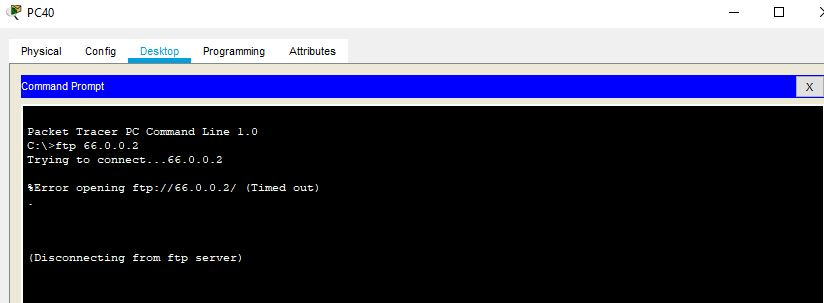 PC40
Physical Config Desktop Programming Attributes
Command Prompt
X
Packet Tracer PC Command Line 1.0
C:\>ftp 66.0.0.2
Trying to connect...66.0.0.2
%Error opening ftp://66.0.0.2/ (Timed out)
.
(Disconnecting from ftp server)